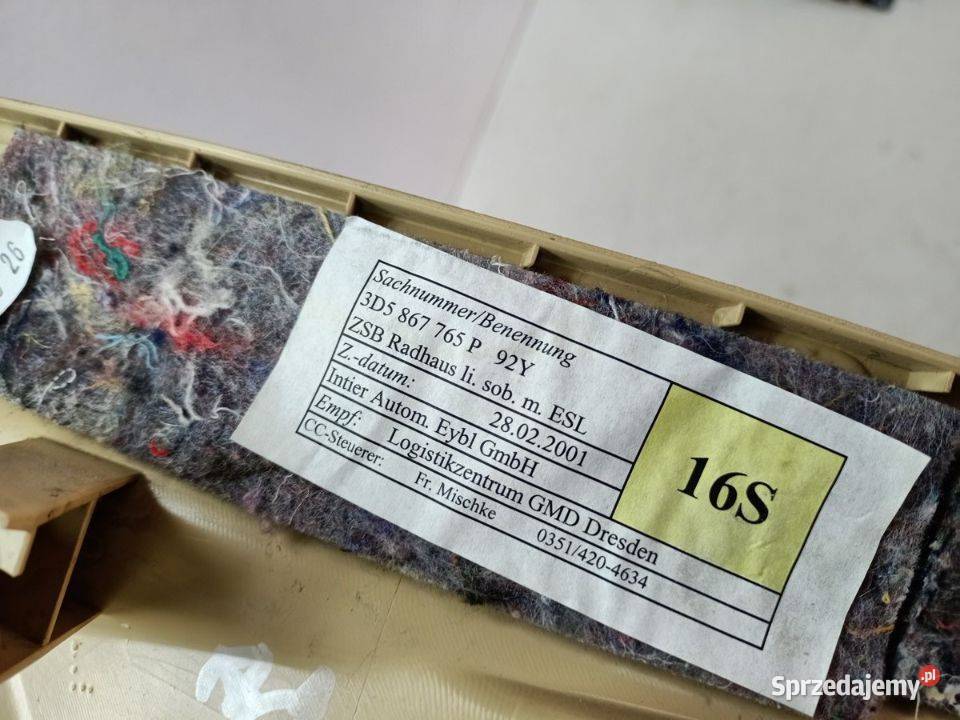 26
Sachnummer/Benennung
3D5 867 765 P 92Y
ZSB Radhaus li. sob. m. ESL
Z.-datum: 28.02.2001
Intier Autom. Eybl GmbH
Empf: Logistikzentrum GMD Dresden
CC-Steuerer: Fr. Mischke 0351/420-4634
16S
Sprzedajemy.pl